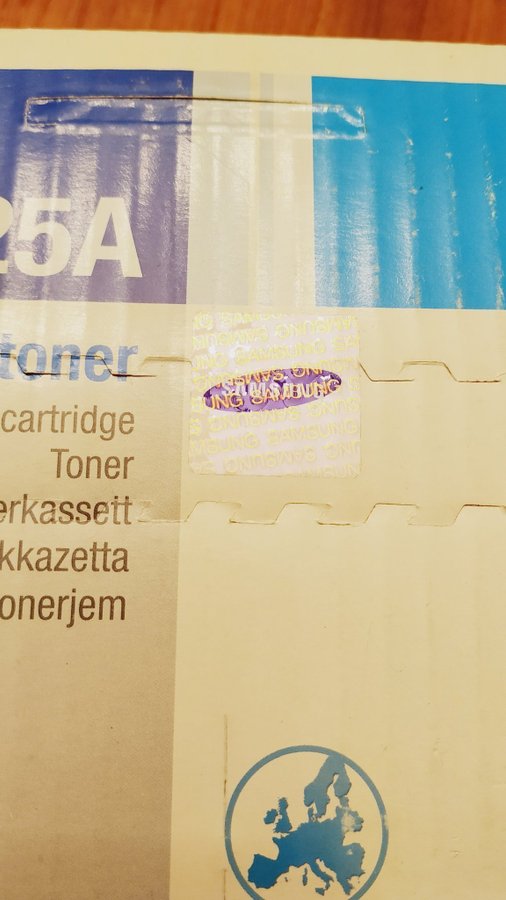 25A
toner
cartridge
Toner
erkassett
kkazetta
onerjem
SAMSUNG